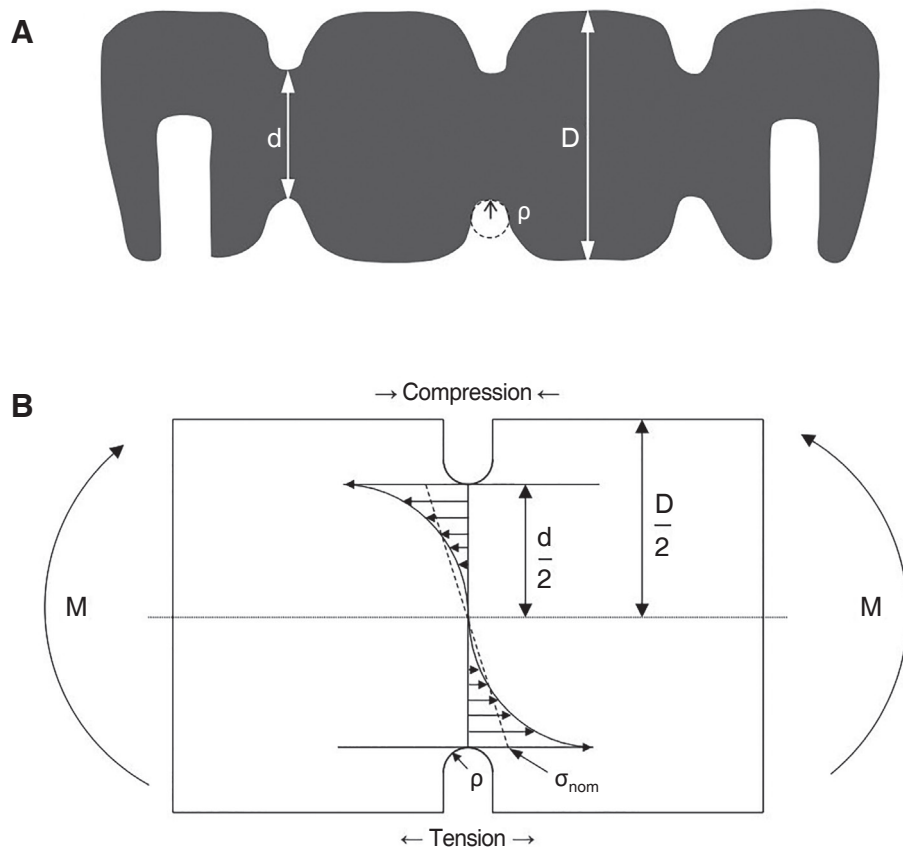 A
d
D
ρ
B
→ Compression ←
M
d
2
D
2
M
ρ
σnom
← Tension →